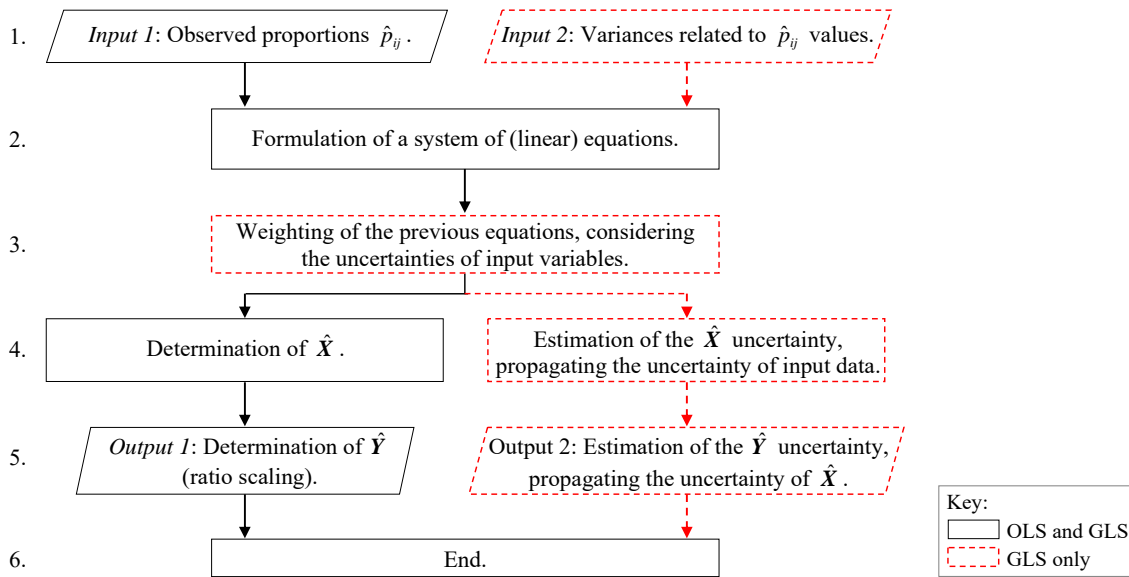 1.
Input 1: Observed proportions p̂ij .
Input 2: Variances related to p̂ij values.
2.
Formulation of a system of (linear) equations.
3.
Weighting of the previous equations, considering
the uncertainties of input variables.
4.
Determination of X̂ .
Estimation of the X̂ uncertainty,
propagating the uncertainty of input data.
5.
Output 1: Determination of Ŷ
(ratio scaling).
Output 2: Estimation of the Ŷ uncertainty,
propagating the uncertainty of X̂ .
6.
End.
Key:
OLS and GLS
GLS only